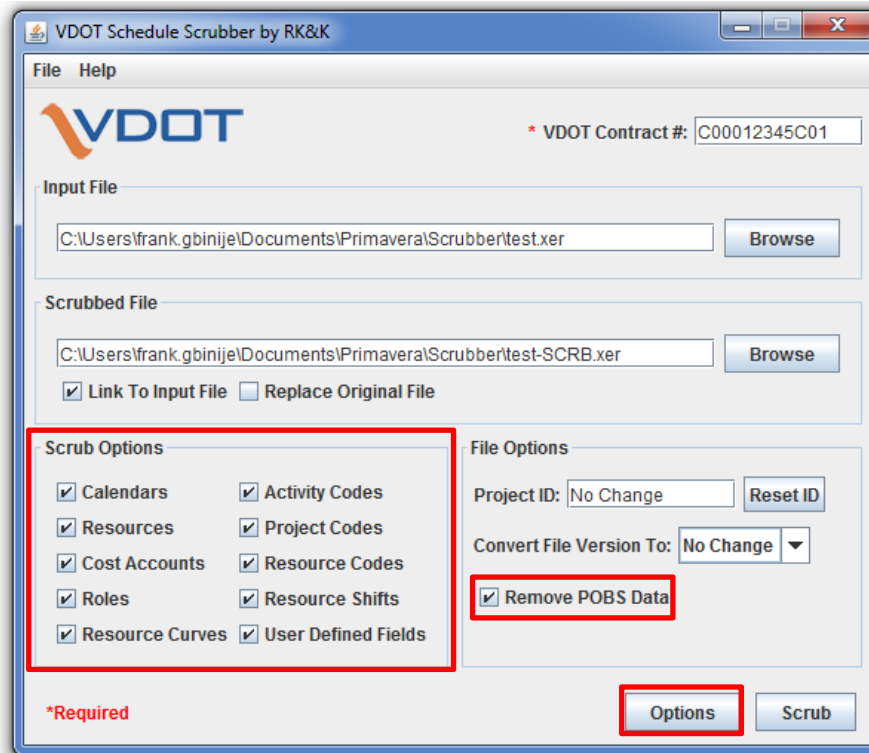 VDOT Schedule Scrubber by RK&K
File Help
VDOT
* VDOT Contract #: C00012345C01
Input File
C:\Users\frank.gbinije\Documents\Primavera\Scrubber\test.xer Browse
Scrubbed File
C:\Users\frank.gbinije\Documents\Primavera\Scrubber\test-SCRB.xer Browse
Link To Input File Replace Original File
Scrub Options
Calendars Activity Codes
Resources Project Codes
Cost Accounts Resource Codes
Roles Resource Shifts
Resource Curves User Defined Fields
File Options
Project ID: No Change Reset ID
Convert File Version To: No Change
Remove POBS Data
*Required Options Scrub